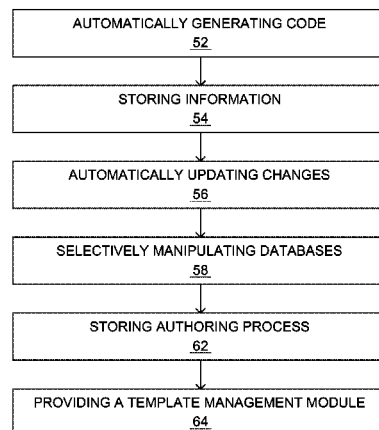 AUTOMATICALLY GENERATING CODE
52
STORING INFORMATION
54
AUTOMATICALLY UPDATING CHANGES
56
SELECTIVELY MANIPULATING DATABASES
58
STORING AUTHORING PROCESS
62
PROVIDING A TEMPLATE MANAGEMENT MODULE
64